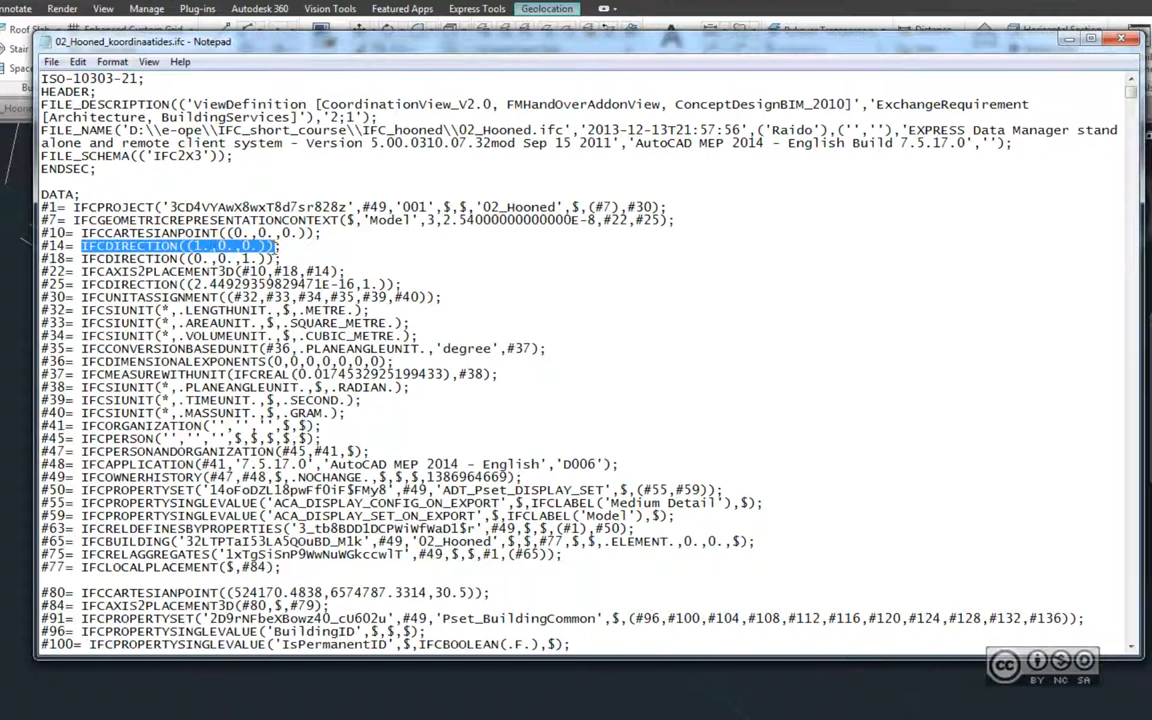 nnotate Render View Manage Plug-ins Autodesk 360 Vision Tools Featured Apps Express Tools Geolocation
Roof Sla
Stair
Space
02_Hooned_koordinaatides.ifc - Notepad
File Edit Format View Help
ISO-10303-21;
HEADER;
FILE_DESCRIPTION(('ViewDefinition [CoordinationView_V2.0, FMHandOverAddonView, ConceptDesignBIM_2010]','ExchangeRequirement
[Architecture, BuildingServices]'),'2;1');
FILE_NAME('D:\\e-ope\\IFC_short_course\\IFC_hooned\\02_Hooned.ifc','2013-12-13T21:57:56',('Raido'),('',''),'EXPRESS Data Manager stand
alone and remote client system - Version 5.00.0310.07.32mod Sep 15 2011','AutoCAD MEP 2014 - English Build 7.5.17.0','');
FILE_SCHEMA(('IFC2X3'));
ENDSEC;
DATA;
#1= IFCPROJECT('3CD4VYAwX8wxT8d7sr828z',#49,'001',$,$,'02_Hooned',$,(#7),#30);
#7= IFCGEOMETRICREPRESENTATIONCONTEXT($,'Model',3,2.54000000000000E-8,#22,#25);
#10= IFCCARTESIANPOINT((0.,0.,0.));
#14= IFCDIRECTION((1.,0.,0.));
#18= IFCDIRECTION((0.,0.,1.));
#22= IFCAXIS2PLACEMENT3D(#10,#18,#14);
#25= IFCDIRECTION((2.44929359829471E-16,1.));
#30= IFCUNITASSIGNMENT((#32,#33,#34,#35,#39,#40));
#32= IFCSIUNIT(*,.LENGTHUNIT.,$,.METRE.);
#33= IFCSIUNIT(*,.AREAUNIT.,$,.SQUARE_METRE.);
#34= IFCSIUNIT(*,.VOLUMEUNIT.,$,.CUBIC_METRE.);
#35= IFCCONVERSIONBASEDUNIT(#36,.PLANEANGLEUNIT.,'degree',#37);
#36= IFCDIMENSIONALEXPONENTS(0,0,0,0,0,0,0);
#37= IFCMEASUREWITHUNIT(IFCREAL(0.0174532925199433),#38);
#38= IFCSIUNIT(*,.PLANEANGLEUNIT.,$,.RADIAN.);
#39= IFCSIUNIT(*,.TIMEUNIT.,$,.SECOND.);
#40= IFCSIUNIT(*,.MASSUNIT.,$,.GRAM.);
#41= IFCORGANIZATION('','','',$,$);
#45= IFCPERSON('','','',$,$,$,$,$);
#47= IFCPERSONANDORGANIZATION(#45,#41,$);
#48= IFCAPPLICATION(#41,'7.5.17.0','AutoCAD MEP 2014 - English','D006');
#49= IFCOWNERHISTORY(#47,#48,$,.NOCHANGE.,$,$,$,1386964669);
#50= IFCPROPERTYSET('14oFoDZL18pwFfOiF$FMy8',#49,'ADT_Pset_DISPLAY_SET',$,(#55,#59));
#55= IFCPROPERTYSINGLEVALUE('ACA_DISPLAY_CONFIG_ON_EXPORT',$,IFCLABEL('Medium Detail'),$);
#59= IFCPROPERTYSINGLEVALUE('ACA_DISPLAY_SET_ON_EXPORT',$,IFCLABEL('Model'),$);
#63= IFCRELDEFINESBYPROPERTIES('3_tb8BDD1DCPWiWfWaD1$r',#49,$,$,(#1),#50);
#65= IFCBUILDING('32LTPTaI53LA5QouBD_M1k',#49,'02_Hooned',$,$,#77,$,$,.ELEMENT.,0.,0.,$);
#75= IFCRELAGGREGATES('1xTgSiSnP9WwNuWGkccwlT',#49,$,$,#1,(#65));
#77= IFCLOCALPLACEMENT($,#84);
#80= IFCCARTESIANPOINT((524170.4838,6574787.3314,30.5));
#84= IFCAXIS2PLACEMENT3D(#80,$,#79);
#91= IFCPROPERTYSET('2D9rNFbeXBowz40_cU602u',#49,'Pset_BuildingCommon',$,(#96,#100,#104,#108,#112,#116,#120,#124,#128,#132,#136));
#96= IFCPROPERTYSINGLEVALUE('BuildingID',$,$,$);
#100= IFCPROPERTYSINGLEVALUE('IsPermanentID',$,IFCBOOLEAN(.F.),$);
cc
BY NC SA